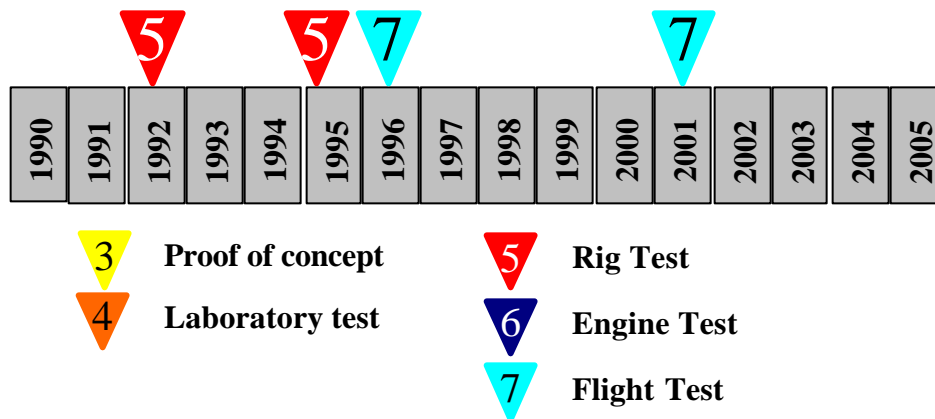 5 5 7 7
1990 1991 1992 1993 1994 1995 1996 1997 1998 1999 2000 2001 2002 2003 2004 2005
3 Proof of concept
4 Laboratory test
5 Rig Test
6 Engine Test
7 Flight Test